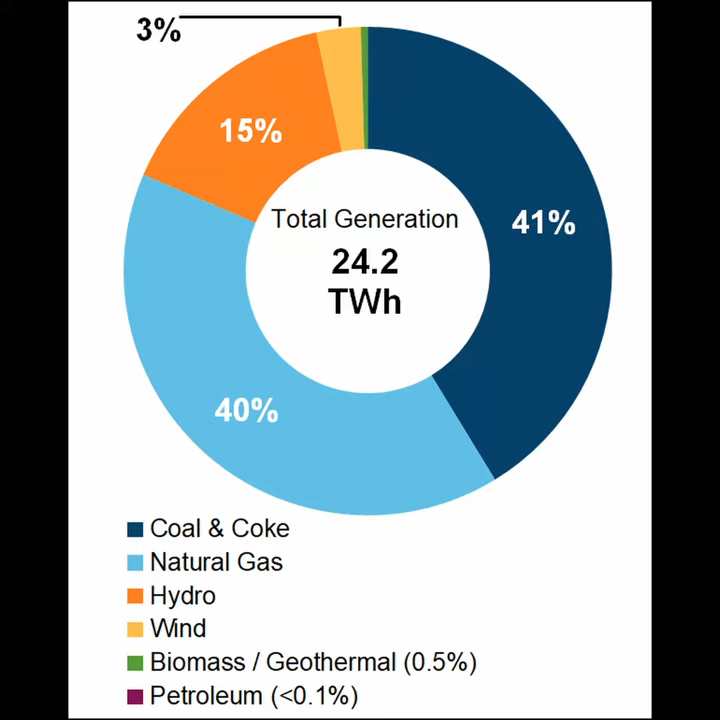 3%
15%
41%
Total Generation
24.2
TWh
40%
Coal & Coke
Natural Gas
Hydro
Wind
Biomass / Geothermal (0.5%)
Petroleum (<0.1%)